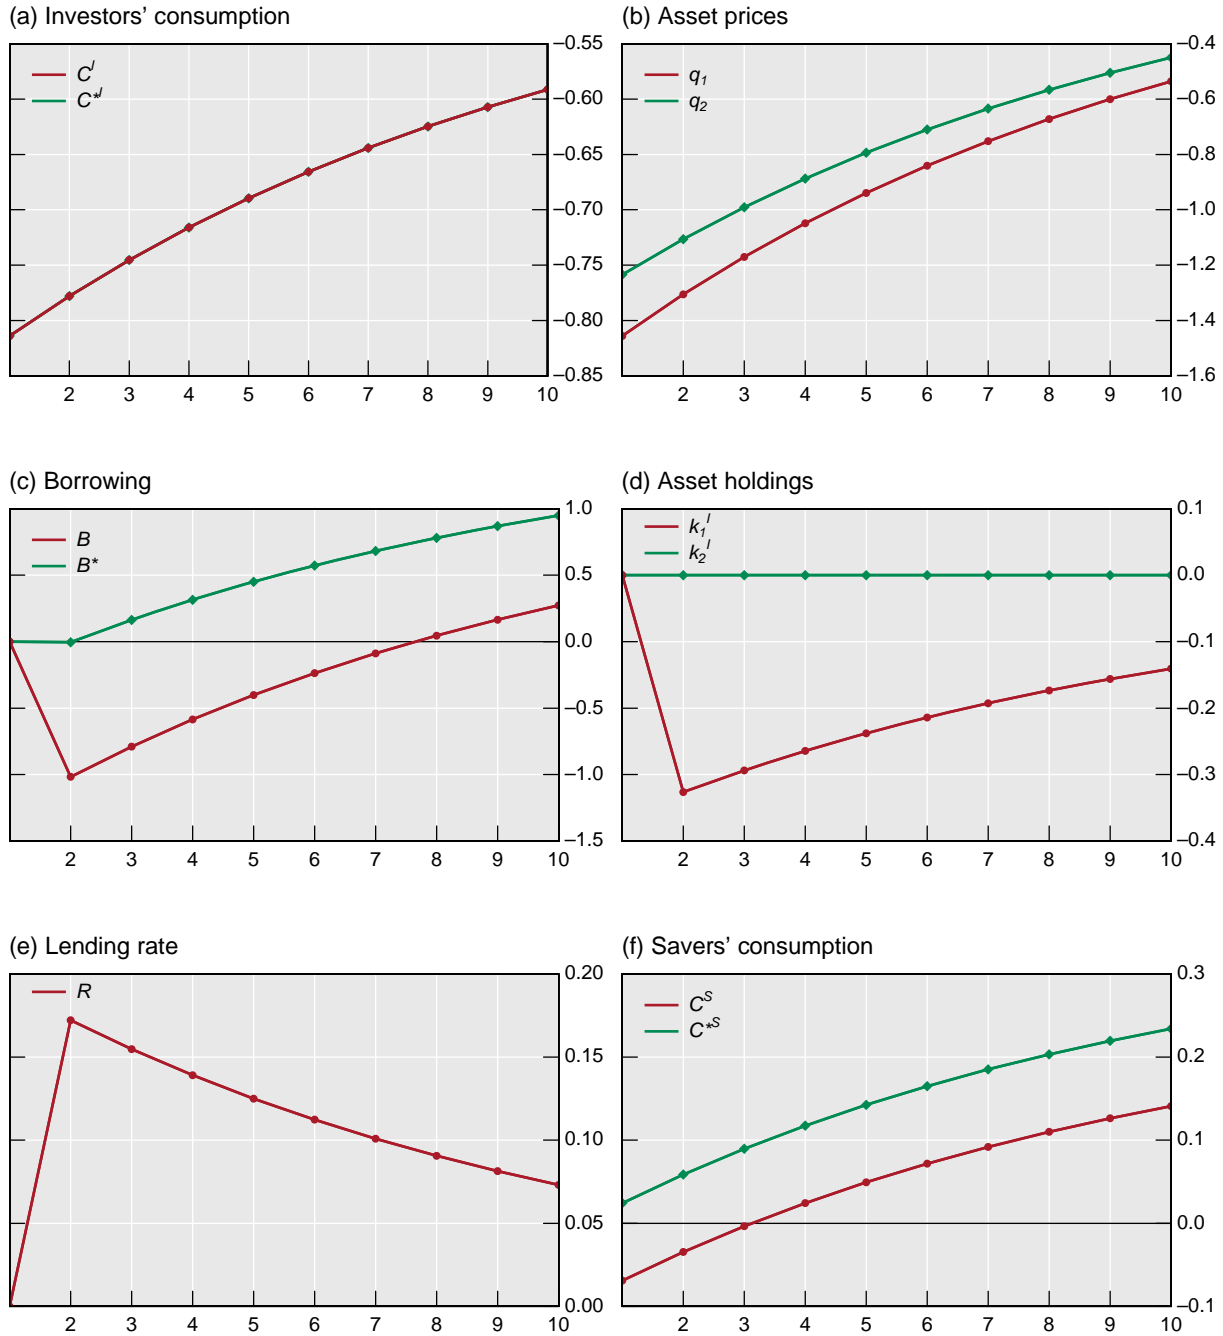 (a) Investors’ consumption
–0.55
C^I
C*^I
–0.60
–0.65
–0.70
–0.75
–0.80
–0.85
2 3 4 5 6 7 8 9 10
(b) Asset prices
–0.4
q_1
q_2
–0.6
–0.8
–1.0
–1.2
–1.4
–1.6
2 3 4 5 6 7 8 9 10
(c) Borrowing
1.0
B
B*
0.5
0.0
–0.5
–1.0
–1.5
2 3 4 5 6 7 8 9 10
(d) Asset holdings
0.1
k_1^I
k_2^I
0.0
–0.1
–0.2
–0.3
–0.4
2 3 4 5 6 7 8 9 10
(e) Lending rate
0.20
R
0.15
0.10
0.05
0.00
2 3 4 5 6 7 8 9 10
(f) Savers’ consumption
0.3
C^S
C*^S
0.2
0.1
0.0
–0.1
2 3 4 5 6 7 8 9 10